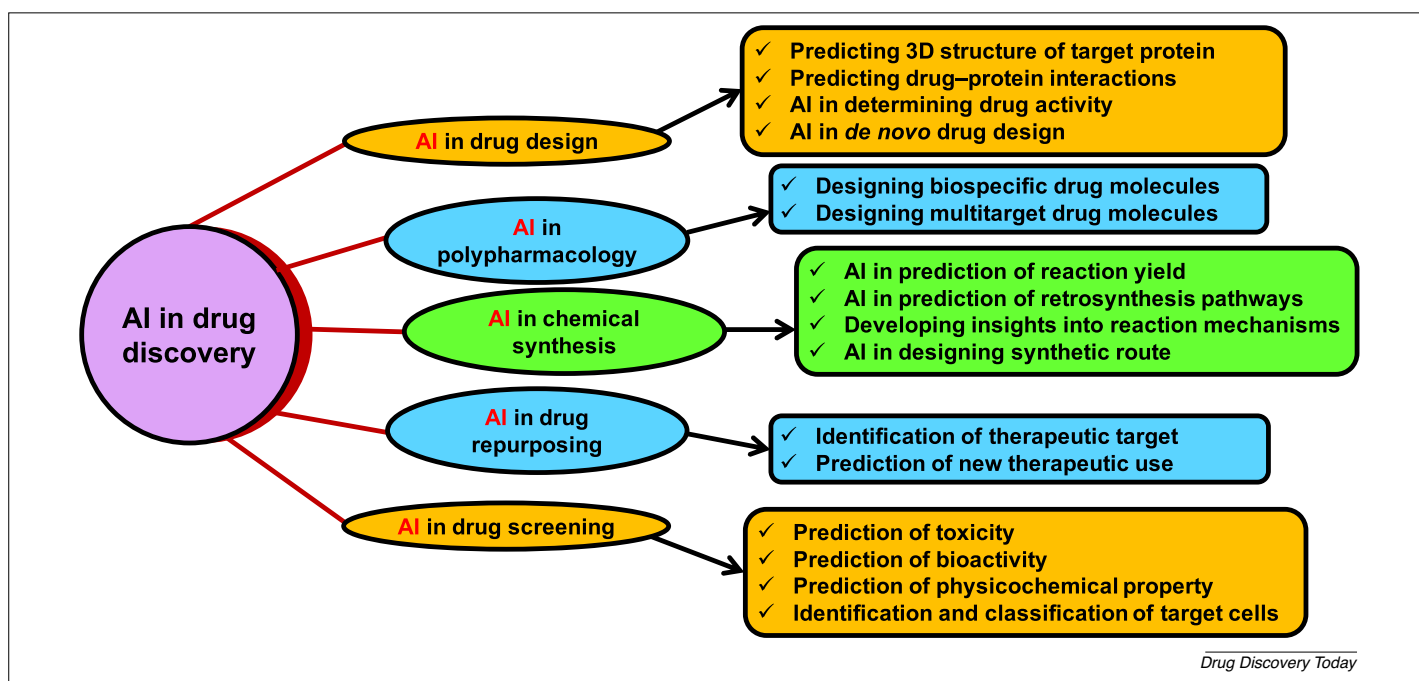 AI in drug
discovery
AI in drug design
✓ Predicting 3D structure of target protein
✓ Predicting drug–protein interactions
✓ AI in determining drug activity
✓ AI in de novo drug design
AI in
polypharmacology
✓ Designing biospecific drug molecules
✓ Designing multitarget drug molecules
AI in chemical
synthesis
✓ AI in prediction of reaction yield
✓ AI in prediction of retrosynthesis pathways
✓ Developing insights into reaction mechanisms
✓ AI in designing synthetic route
AI in drug
repurposing
✓ Identification of therapeutic target
✓ Prediction of new therapeutic use
AI in drug screening
✓ Prediction of toxicity
✓ Prediction of bioactivity
✓ Prediction of physicochemical property
✓ Identification and classification of target cells
Drug Discovery Today